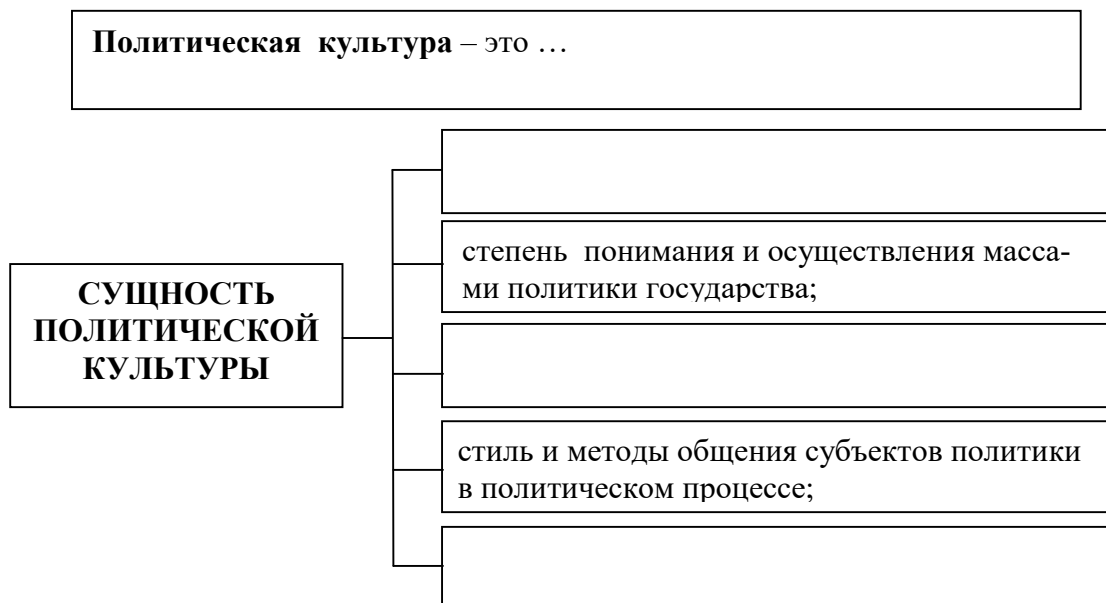 Политическая культура – это …
степень понимания и осуществления масса-
ми политики государства;
СУЩНОСТЬ
ПОЛИТИЧЕСКОЙ
КУЛЬТУРЫ
стиль и методы общения субъектов политики
в политическом процессе;